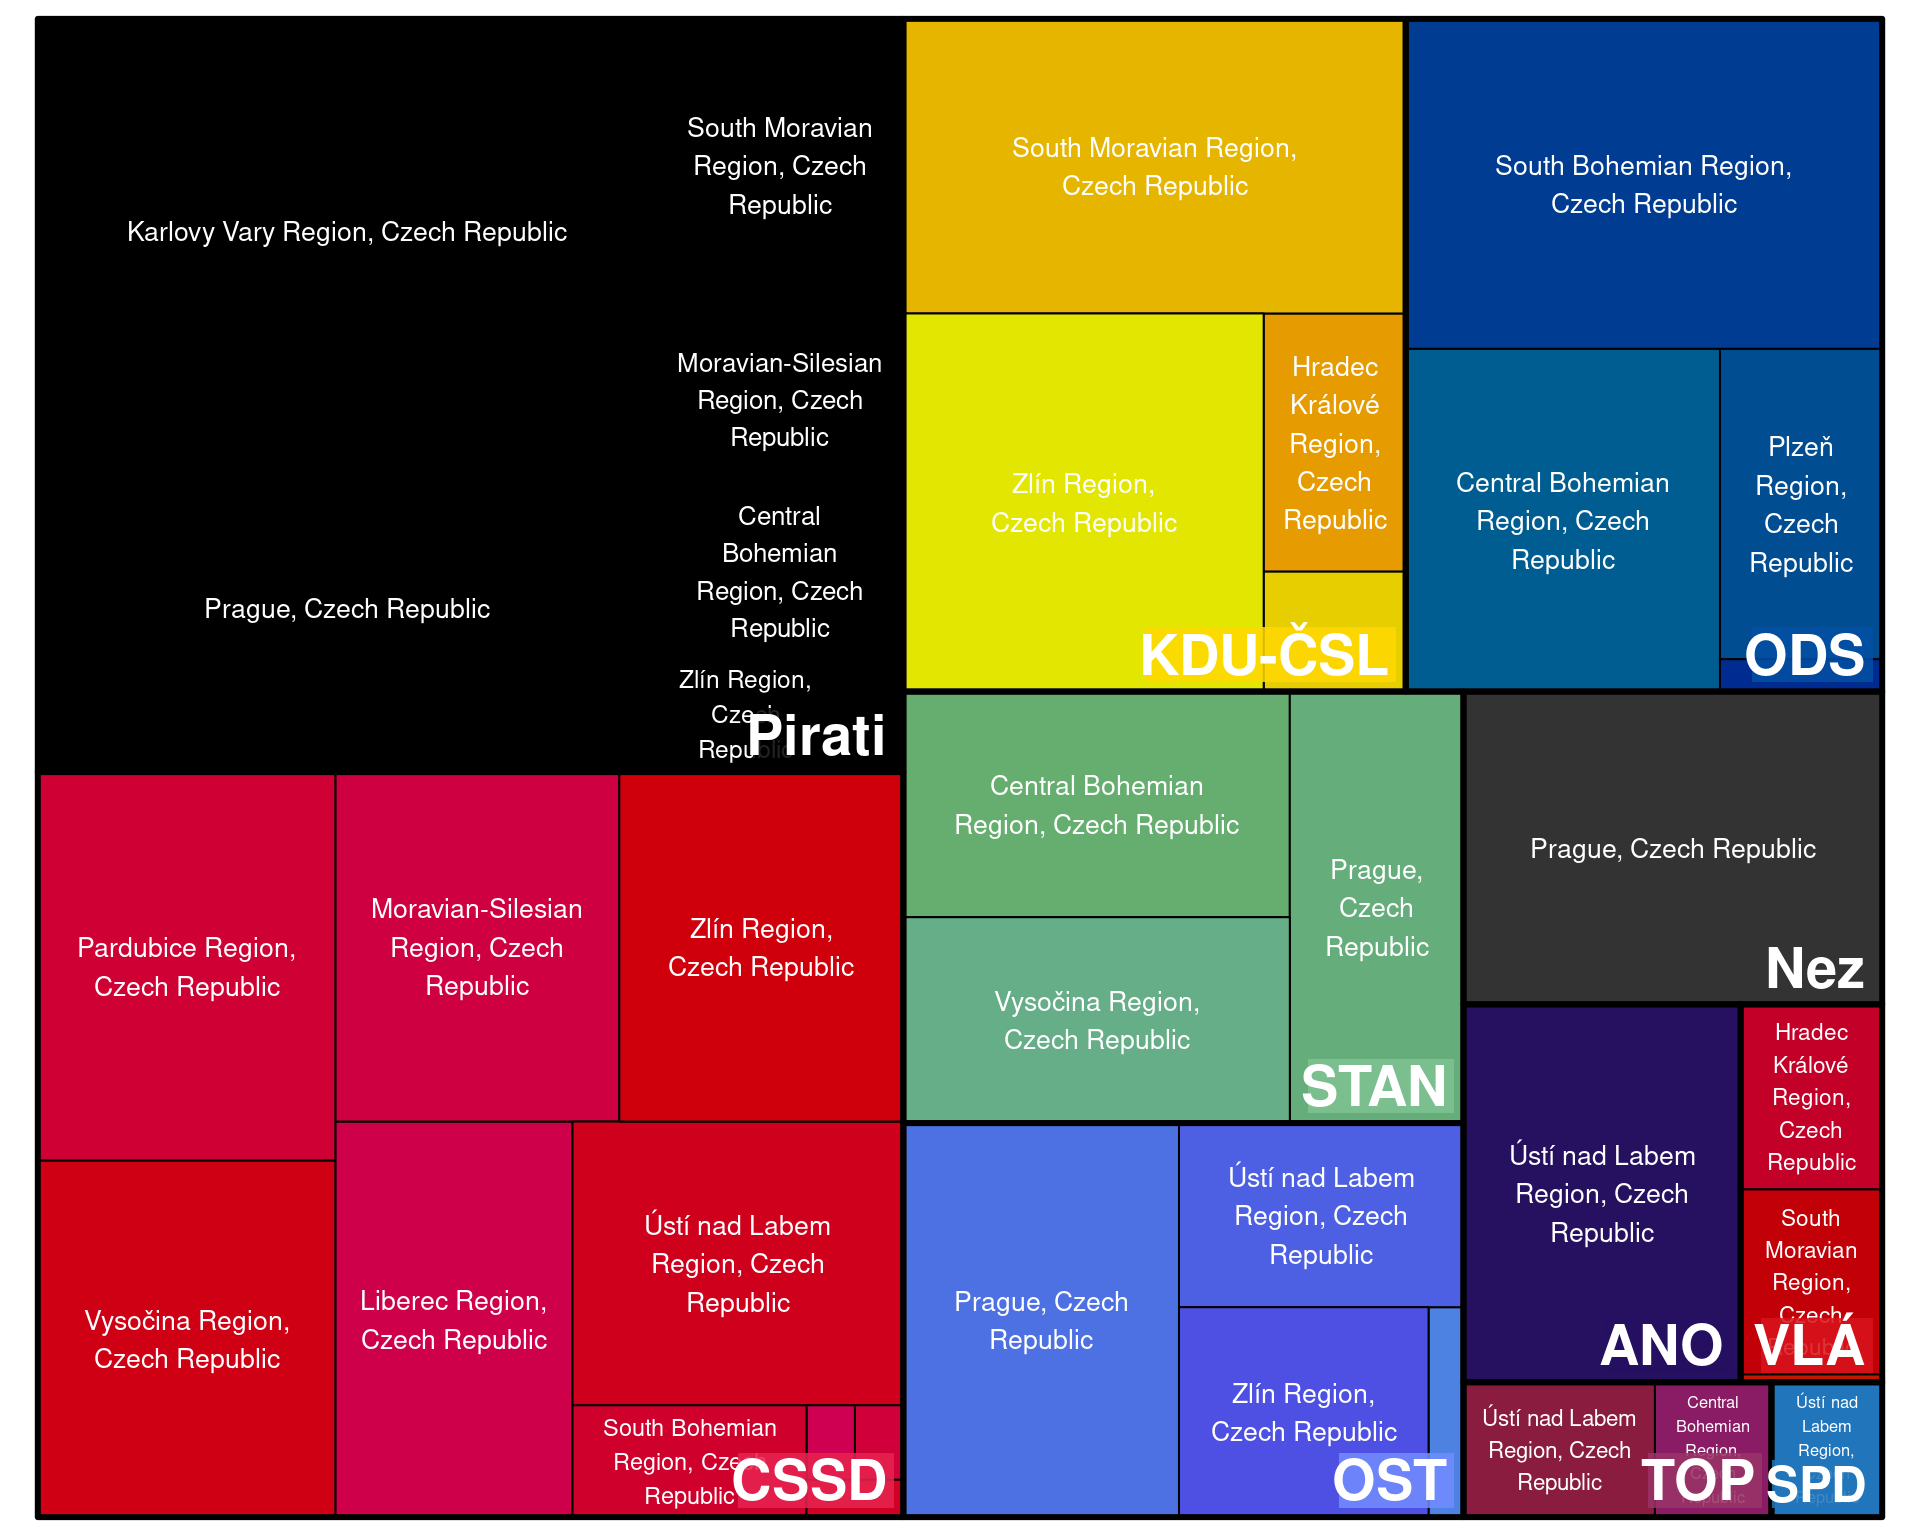 Karlovy Vary Region, Czech Republic
South Moravian
Region, Czech
Republic
Moravian-Silesian
Region, Czech
Republic
Prague, Czech Republic
Central
Bohemian
Region, Czech
Republic
Zlín Region,
Czech
Republic
Pirati
South Moravian Region,
Czech Republic
Zlín Region,
Czech Republic
Hradec
Králové
Region,
Czech
Republic
KDU-ČSL
South Bohemian Region,
Czech Republic
Central Bohemian
Region, Czech
Republic
Plzeň
Region,
Czech
Republic
ODS
Pardubice Region,
Czech Republic
Moravian-Silesian
Region, Czech
Republic
Zlín Region,
Czech Republic
Vysočina Region,
Czech Republic
Liberec Region,
Czech Republic
Ústí nad Labem
Region, Czech
Republic
South Bohemian
Region, Czech
Republic
CSSD
Central Bohemian
Region, Czech Republic
Vysočina Region,
Czech Republic
Prague,
Czech
Republic
STAN
Prague, Czech
Republic
Ústí nad Labem
Region, Czech
Republic
Zlín Region,
Czech Republic
OST
Prague, Czech Republic
Nez
Ústí nad Labem
Region, Czech
Republic
ANO
Hradec
Králové
Region,
Czech
Republic
South
Moravian
Region,
Czech
Republic
VLÁ
Ústí nad Labem
Region, Czech
Republic
Central
Bohemian
Region,
TOP
Ústí nad
Labem
Region,
SPD